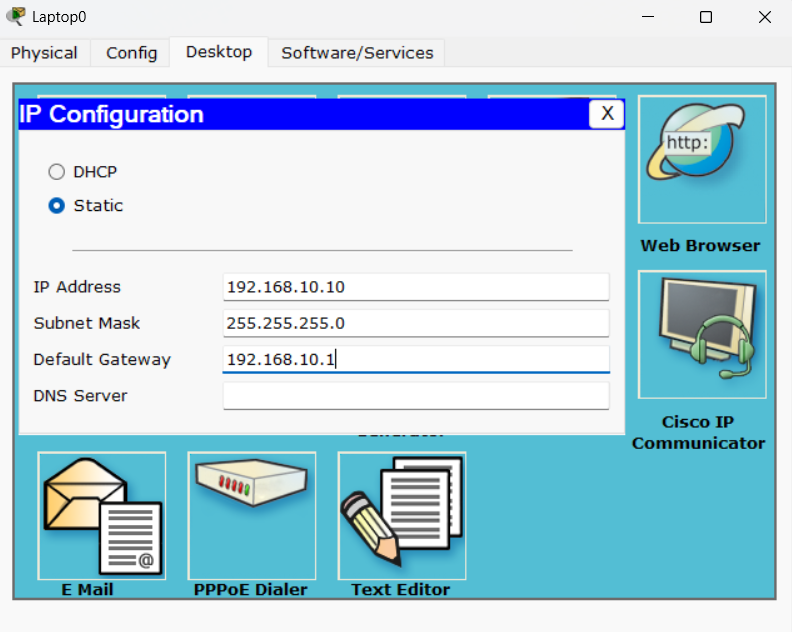 Laptop0
Physical Config Desktop Software/Services
IP Configuration X
DHCP
Static
IP Address 192.168.10.10
Subnet Mask 255.255.255.0
Default Gateway 192.168.10.1
DNS Server
http:
Web Browser
Cisco IP
Communicator
@
E Mail PPPoE Dialer Text Editor